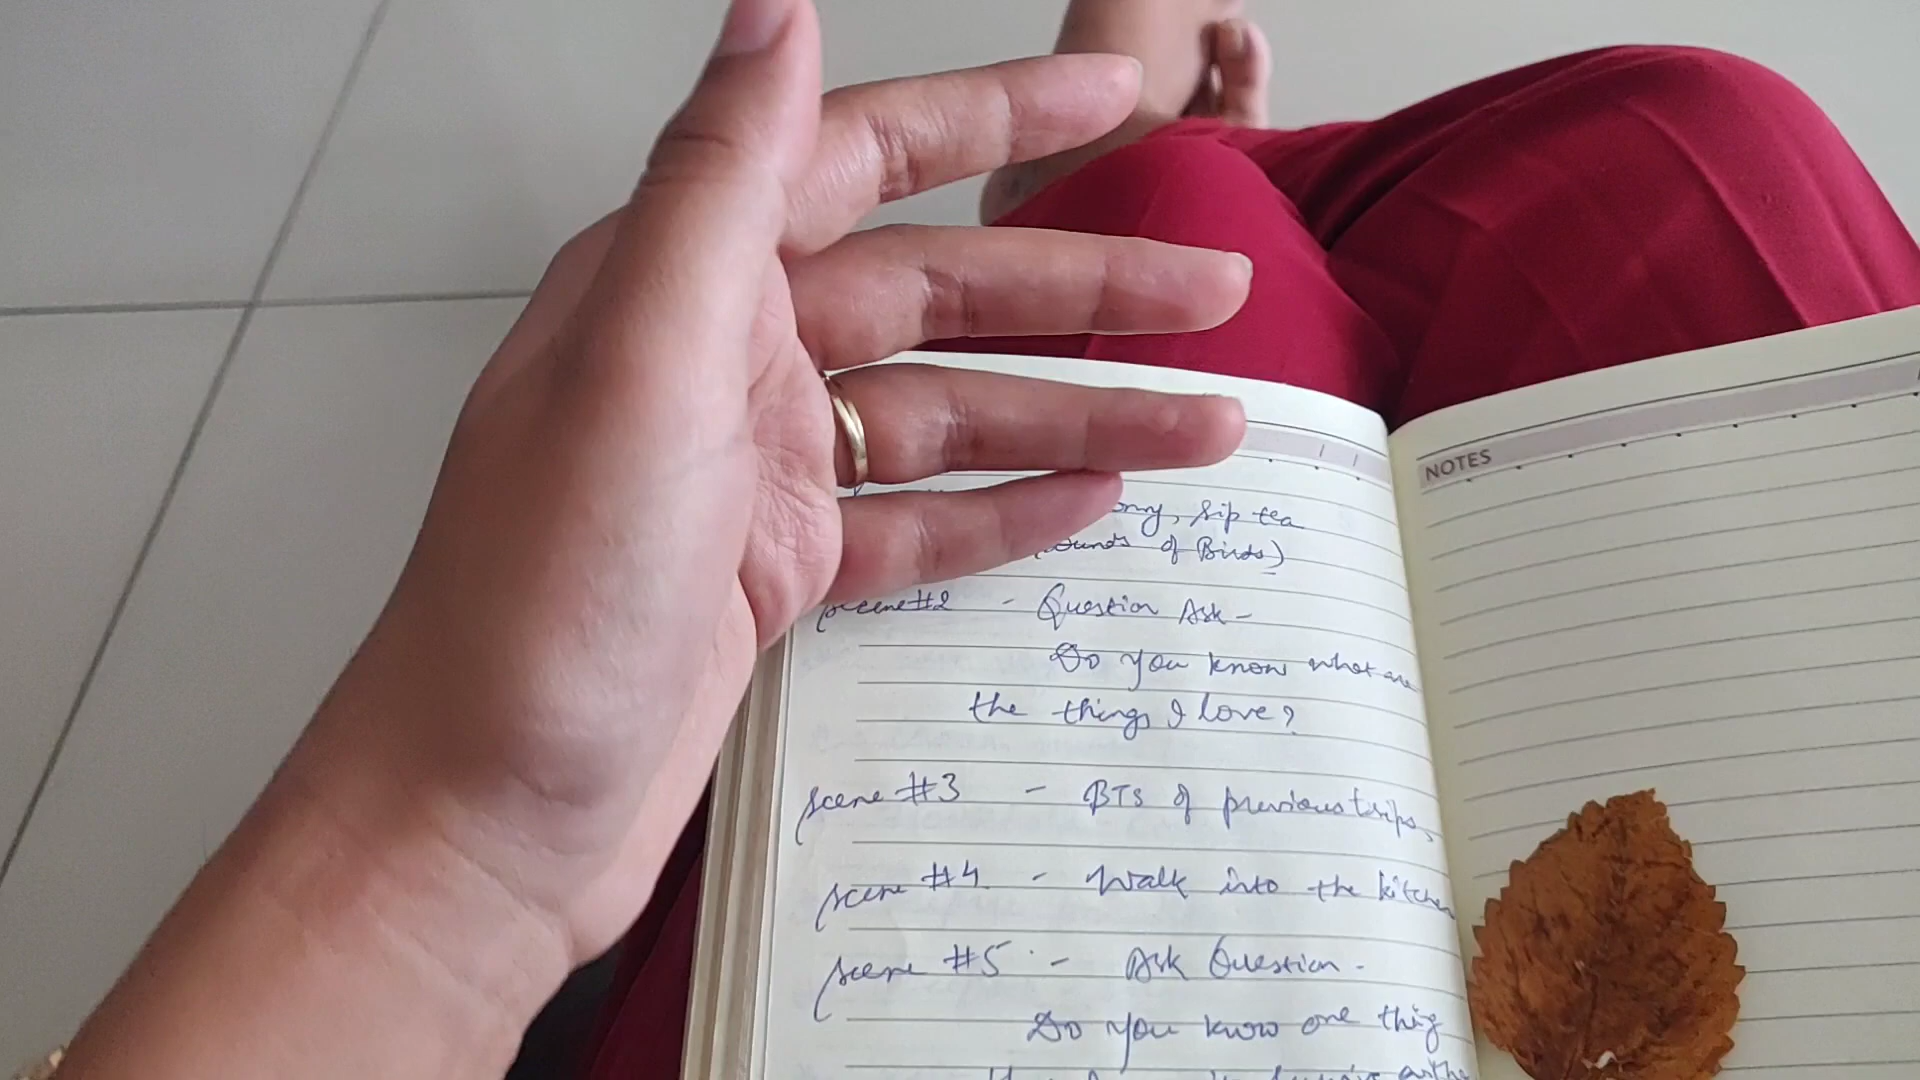 sip tea
of Birds)
scene #2 - Question Ask -
Do you know what are
the things I love?
scene #3 - BTS of previous trips,
scene #4 - Walk into the kitchen
scene #5 - Ask Question -
Do you know one thing
NOTES